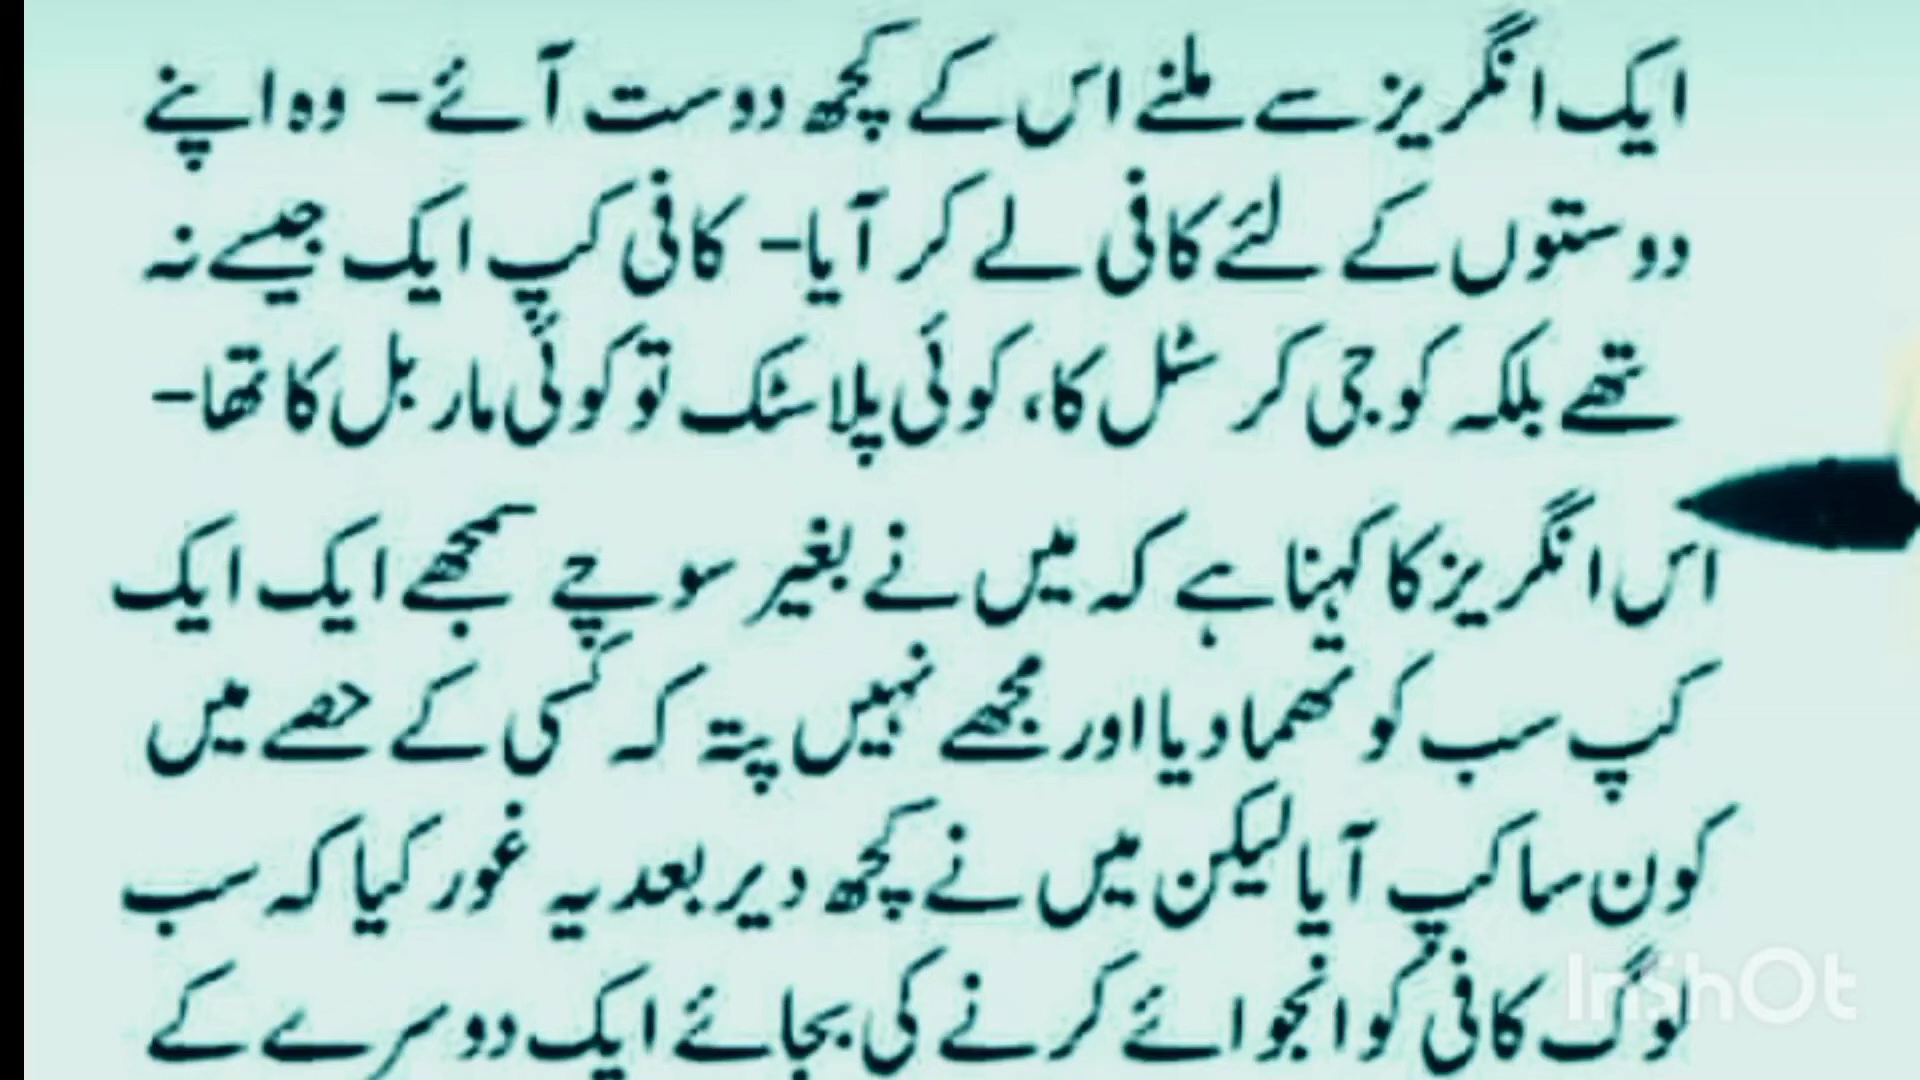 ایک انگریز سے ملنے اس کے کچھ دوست آئے - وہ اپنے
دوستوں کے لئے کافی لے کر آیا - کافی کپ ایک جیسے نہ
تھے بلکہ کوجی کرسٹل کا، کوئی پلاسٹک تو کوئی ماربل کا تھا -
اس انگریز کا کہنا ہے کہ میں نے بغیر سوچے سمجھے ایک ایک
کپ سب کو تھما دیا اور مجھے نہیں پتہ کہ کسی کے حصے میں
کون سا کپ آیا لیکن میں نے کچھ دیر بعد یہ غور کیا کہ سب
لوگ کافی کو انجوائے کرنے کی بجائے ایک دوسرے کے
InShOt